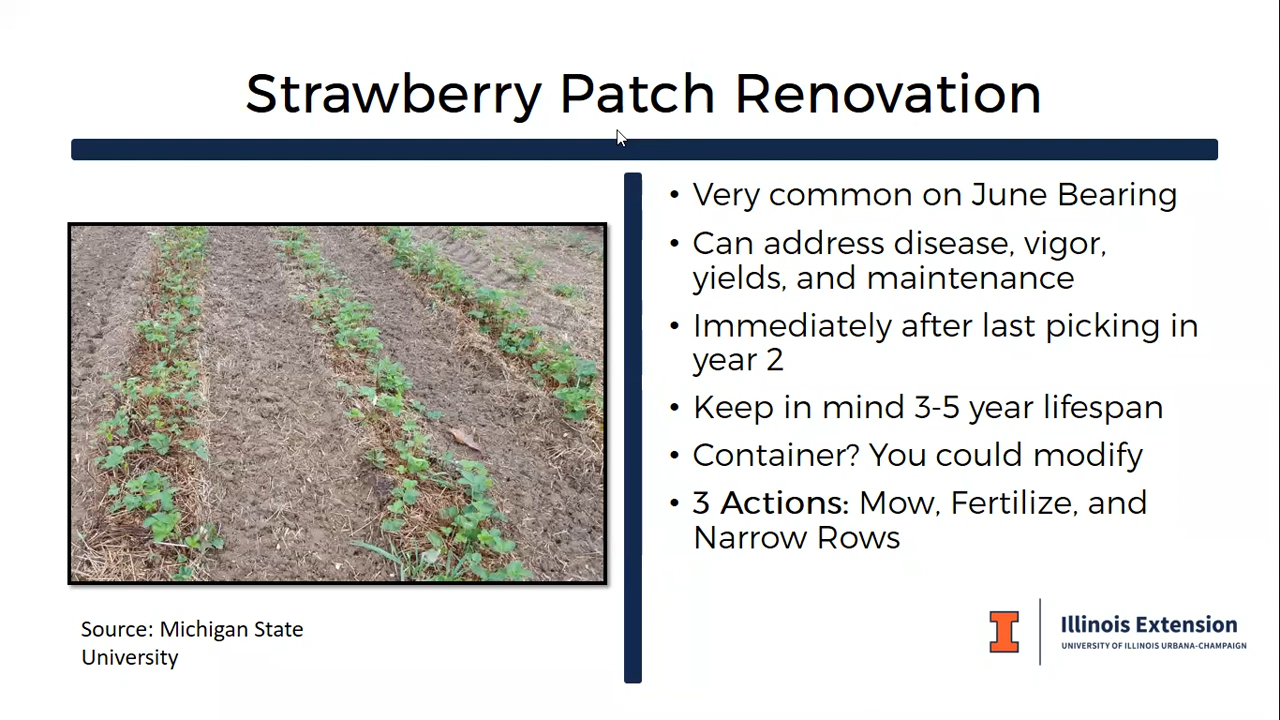 Strawberry Patch Renovation
• Very common on June Bearing
• Can address disease, vigor,
yields, and maintenance
• Immediately after last picking in
year 2
• Keep in mind 3-5 year lifespan
• Container? You could modify
• 3 Actions: Mow, Fertilize, and
Narrow Rows
Source: Michigan State
University
I
Illinois Extension
UNIVERSITY OF ILLINOIS URBANA-CHAMPAIGN